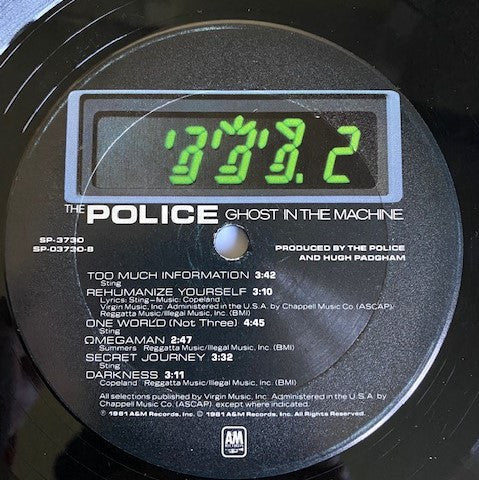 2
THE POLICE GHOST IN THE MACHINE
SP-3730
SP-03730-B
PRODUCED BY THE POLICE
AND HUGH PADGHAM
TOO MUCH INFORMATION 3:42
Sting
REHUMANIZE YOURSELF 3:10
Lyrics: Sting–Music: Copeland
Virgin Music, Inc. Administered in the U.S.A. by Chappell Music Co. (ASCAP)/
Reggatta Music/Illegal Music, Inc. (BMI)
ONE WORLD (Not Three) 4:45
Sting
OMEGAMAN 2:47
Summers Reggatta Music/Illegal Music, Inc. (BMI)
SECRET JOURNEY 3:32
Sting
DARKNESS 3:11
Copeland Reggatta Music/Illegal Music, Inc. (BMI)
All selections published by Virgin Music, Inc. Administered in the U.S.A. by
Chappell Music Co. (ASCAP), except where indicated.
℗ 1981 A&M Records, Inc. © 1981 A&M Records, Inc. All Rights Reserved.
A&M